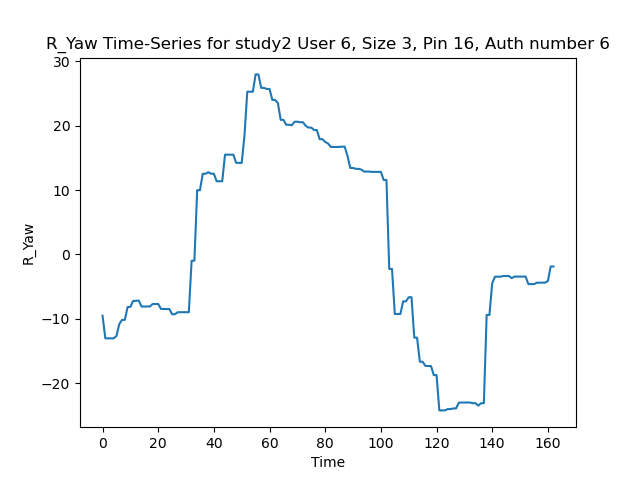 R_Yaw Time-Series for study2 User 6, Size 3, Pin 16, Auth number 6
30
20
10
0
−10
−20
R_Yaw
0 20 40 60 80 100 120 140 160
Time